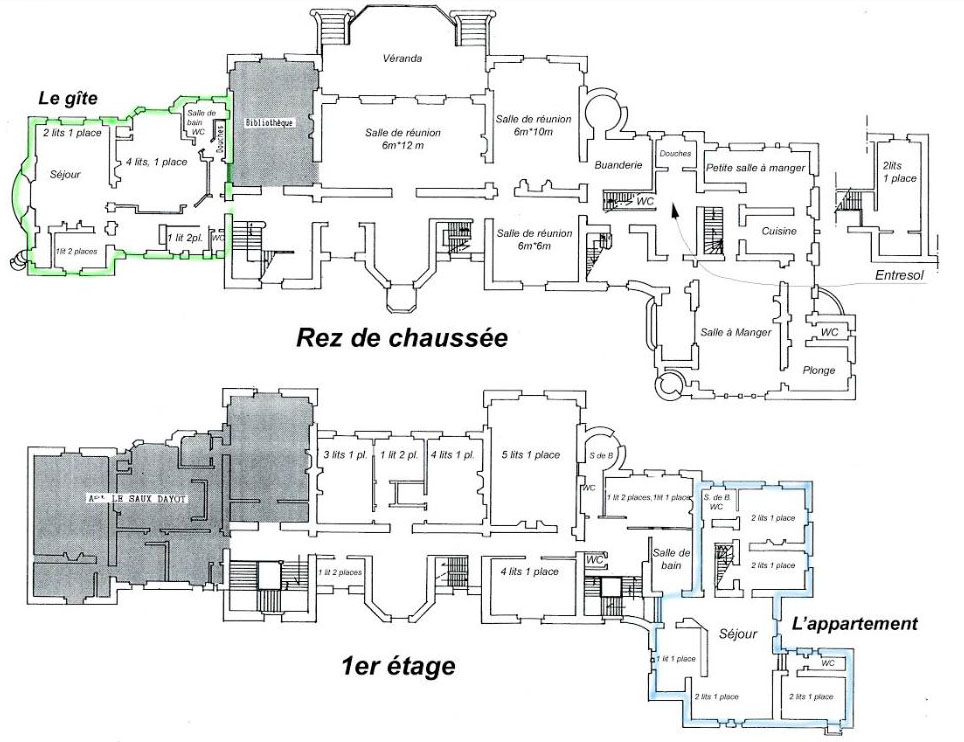 Véranda
Le gîte
2 lits 1 place
Salle de
bain
WC
Douches
4 lits, 1 place
Séjour
1 lit 2pl.
WC
1lit 2 places
Bibliothèque
Salle de réunion
6m*12 m
Salle de réunion
6m*10m
Salle de réunion
6m*6m
Buanderie
WC
Douches
Petite salle à manger
Cuisine
2lits
1 place
Entresol
Salle à Manger
WC
Plonge
Rez de chaussée
3 lits 1 pl.
1 lit 2 pl.
4 lits 1 pl.
5 lits 1 place
S de B
WC
1 lit 2 places,1lit 1 place
S. de B.
WC
2 lits 1 place
LE SAUX DAYOT
Salle de
bain
2 lits 1 place
1 lit 2 places
4 lits 1 place
WC
L'appartement
Séjour
1 lit 1 place
WC
2 lits 1 place
2 lits 1 place
1er étage